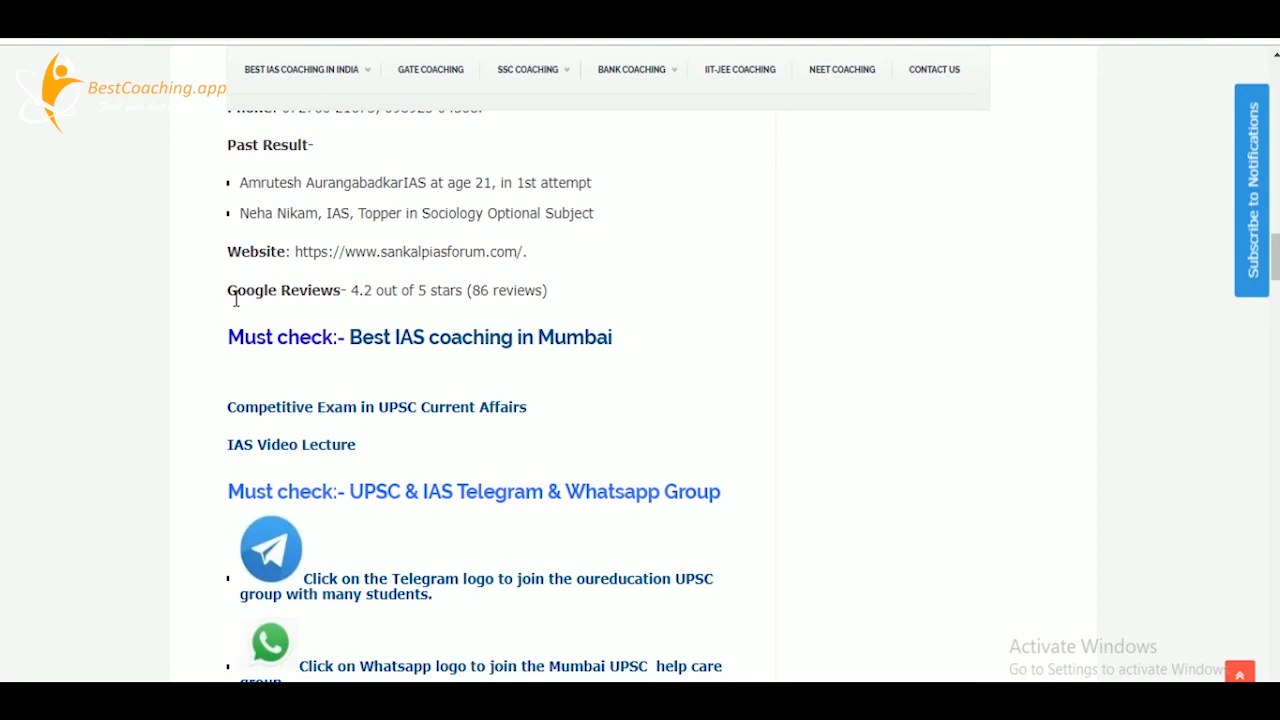 BEST IAS COACHING IN INDIA
GATE COACHING
SSC COACHING
BANK COACHING
IIT-JEE COACHING
NEET COACHING
CONTACT US
BestCoaching.app
Past Result-
Amrutesh AurangabadkarIAS at age 21, in 1st attempt
Neha Nikam, IAS, Topper in Sociology Optional Subject
Website: https://www.sankalpiasforum.com/.
Google Reviews- 4.2 out of 5 stars (86 reviews)
Must check:- Best IAS coaching in Mumbai
Competitive Exam in UPSC Current Affairs
IAS Video Lecture
Must check:- UPSC & IAS Telegram & Whatsapp Group
Click on the Telegram logo to join the oureducation UPSC
group with many students.
Click on Whatsapp logo to join the Mumbai UPSC help care
group
Subscribe to Notifications
Activate Windows
Go to Settings to activate Windows